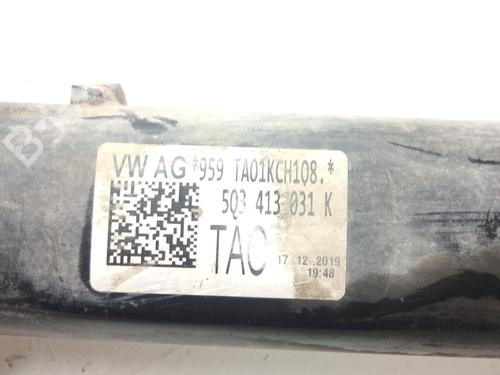 VW AG *959 TA01KCH108.*
5Q3 413 031 K
TAC 17.12.2019
19:48